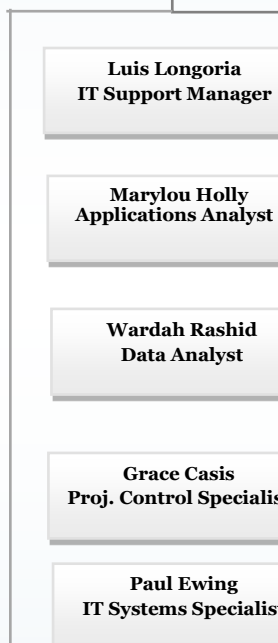 Luis Longoria
IT Support Manager
Marylou Holly
Applications Analyst
Wardah Rashid
Data Analyst
Grace Casis
Proj. Control Specialis
Paul Ewing
IT Systems Specialis